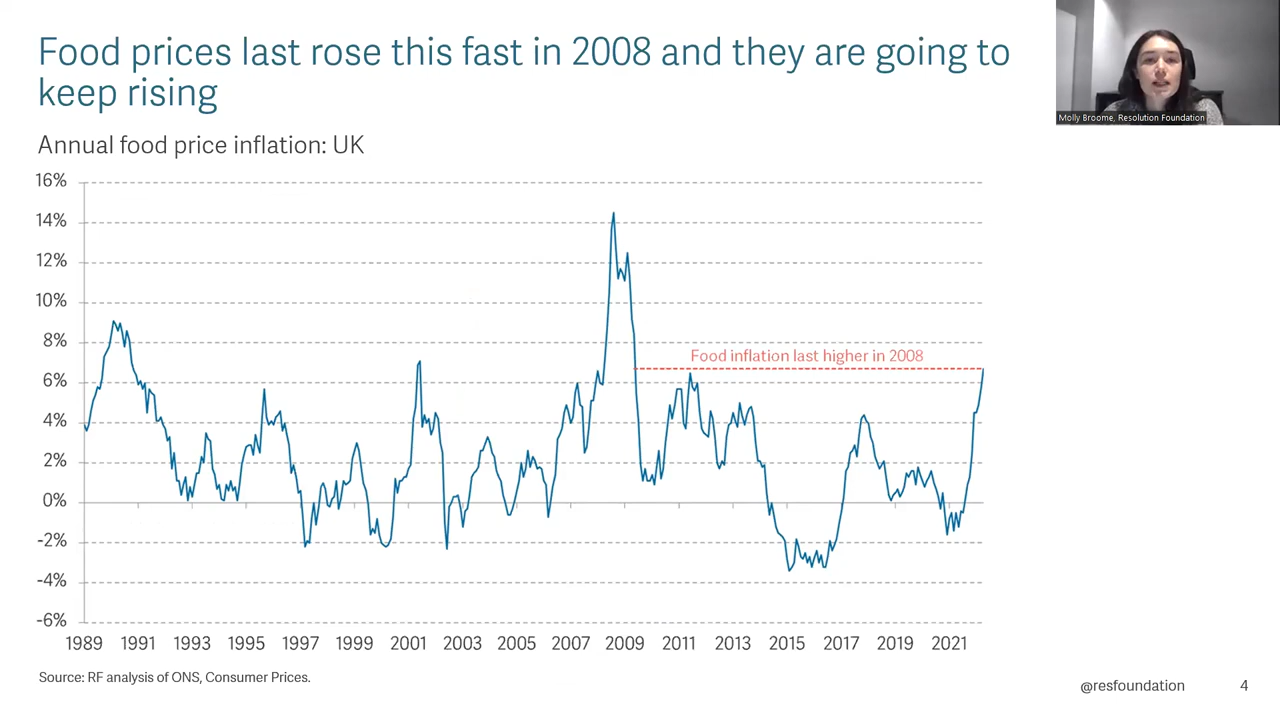 Food prices last rose this fast in 2008 and they are going to
keep rising
Molly Broome, Resolution Foundation
Annual food price inflation: UK
16%
14%
12%
10%
8%
6%
4%
2%
0%
-2%
-4%
-6%
Food inflation last higher in 2008
1989 1991 1993 1995 1997 1999 2001 2003 2005 2007 2009 2011 2013 2015 2017 2019 2021
Source: RF analysis of ONS, Consumer Prices.
@resfoundation 4